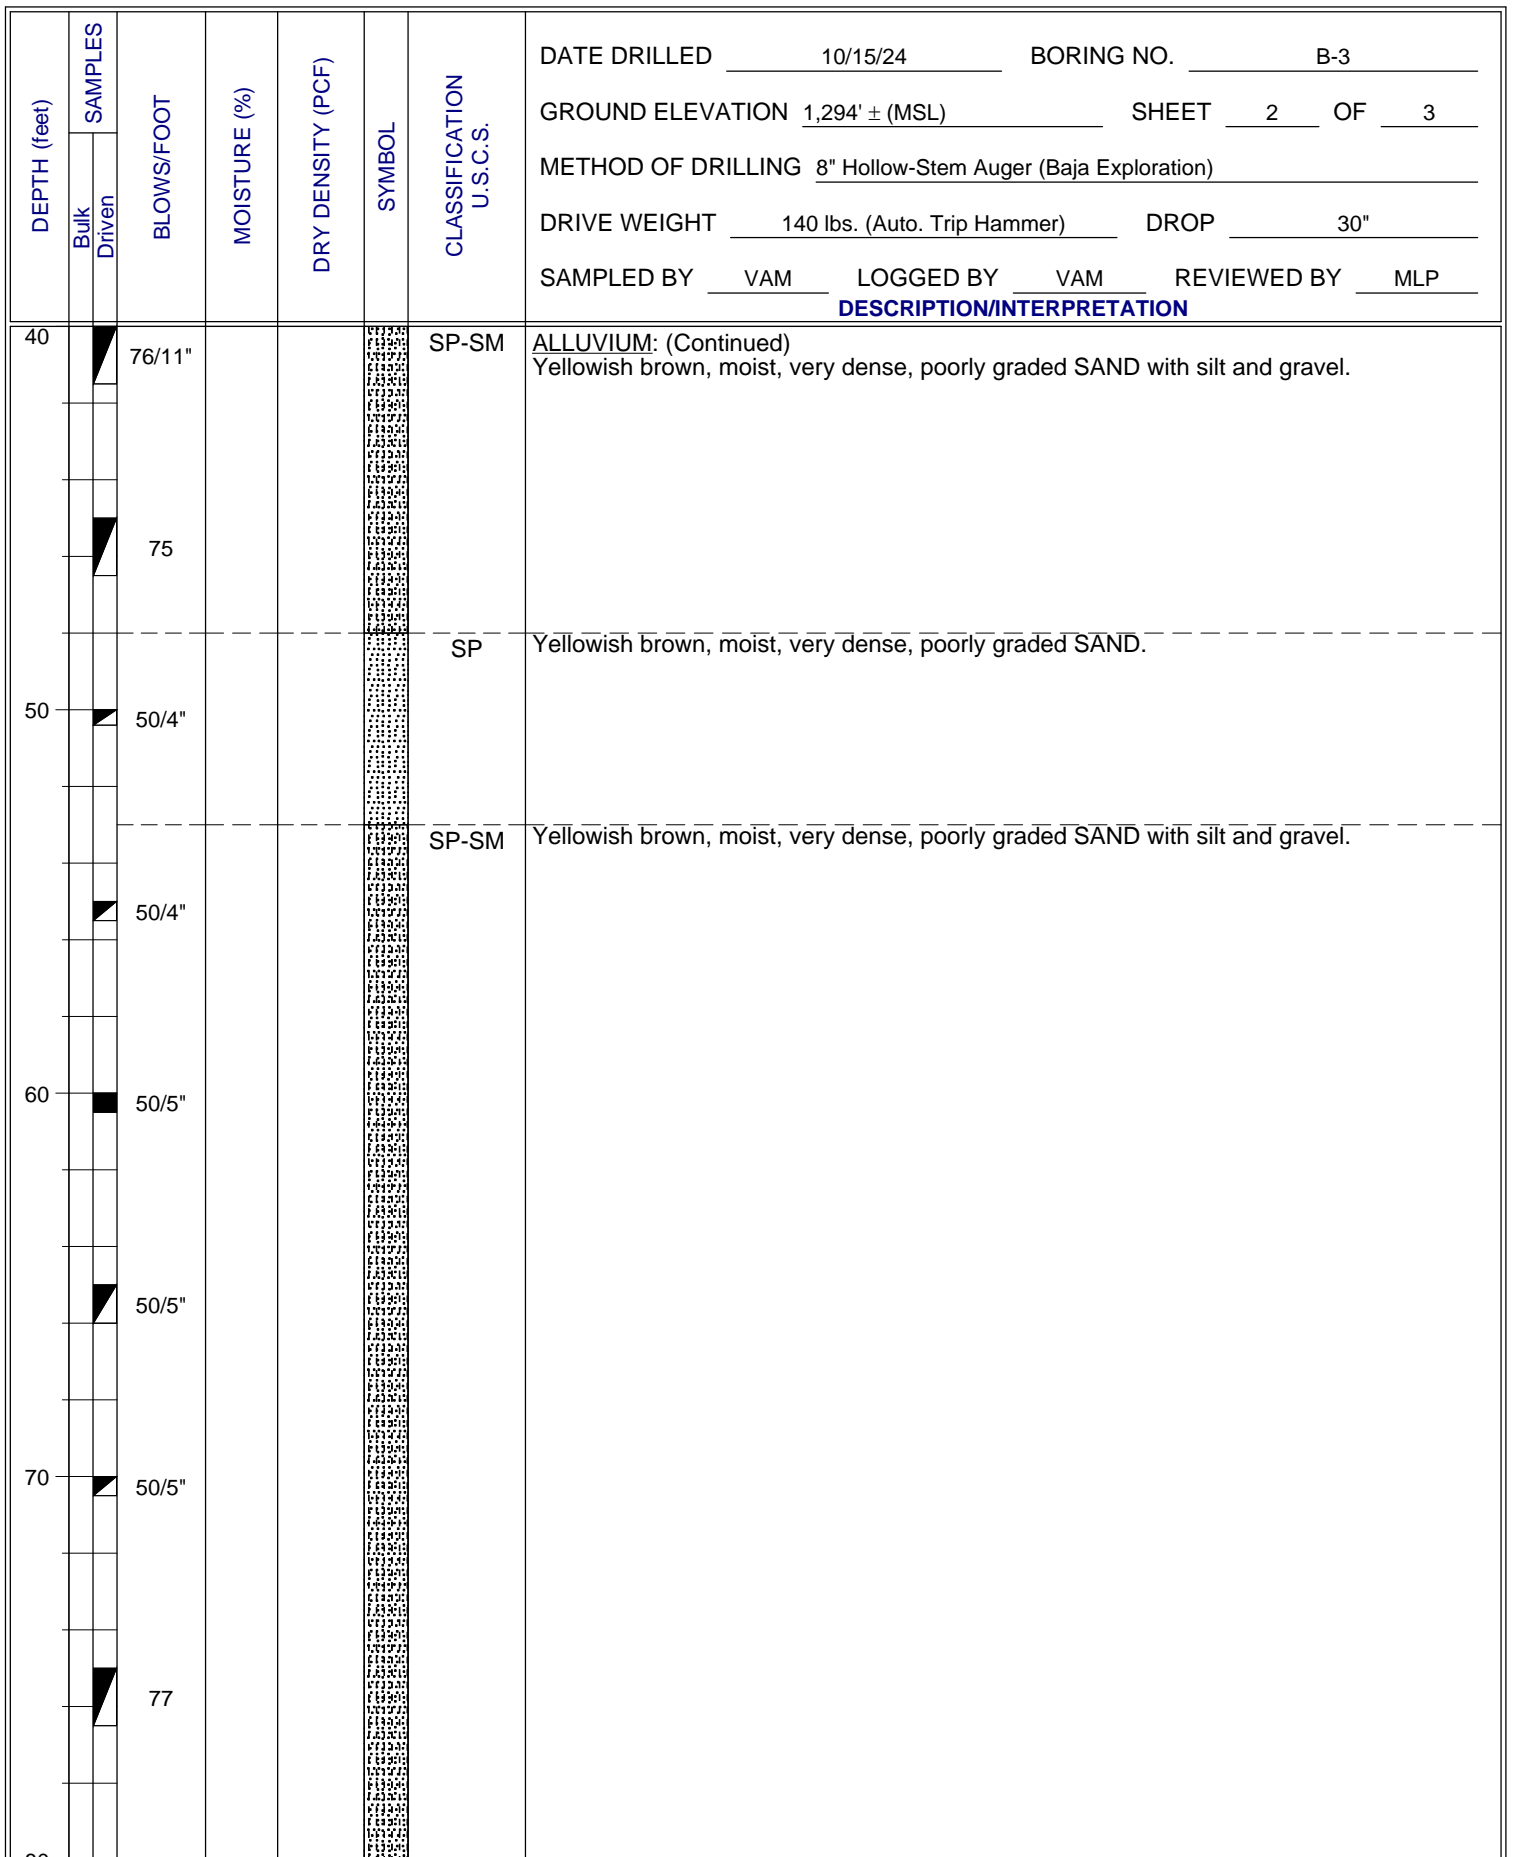 DEPTH (feet)
SAMPLES
Bulk
Driven
BLOWS/FOOT
MOISTURE (%)
DRY DENSITY (PCF)
SYMBOL
CLASSIFICATION
U.S.C.S.
DATE DRILLED 10/15/24 BORING NO. B-3
GROUND ELEVATION 1,294' ± (MSL) SHEET 2 OF 3
METHOD OF DRILLING 8" Hollow-Stem Auger (Baja Exploration)
DRIVE WEIGHT 140 lbs. (Auto. Trip Hammer) DROP 30"
SAMPLED BY VAM LOGGED BY VAM REVIEWED BY MLP
DESCRIPTION/INTERPRETATION
40 76/11" SP-SM ALLUVIUM: (Continued)
Yellowish brown, moist, very dense, poorly graded SAND with silt and gravel.
75
SP Yellowish brown, moist, very dense, poorly graded SAND.
50 50/4"
SP-SM Yellowish brown, moist, very dense, poorly graded SAND with silt and gravel.
50/4"
60 50/5"
50/5"
70 50/5"
77